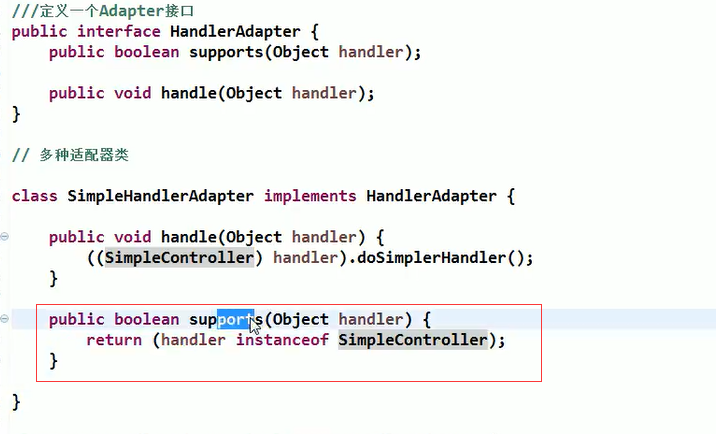 ///定义一个Adapter接口
public interface HandlerAdapter {
    public boolean supports(Object handler);
    public void handle(Object handler);
}
// 多种适配器类
class SimpleHandlerAdapter implements HandlerAdapter {
    public void handle(Object handler) {
        ((SimpleController) handler).doSimplerHandler();
    }
    public boolean supports(Object handler) {
        return (handler instanceof SimpleController);
    }
}